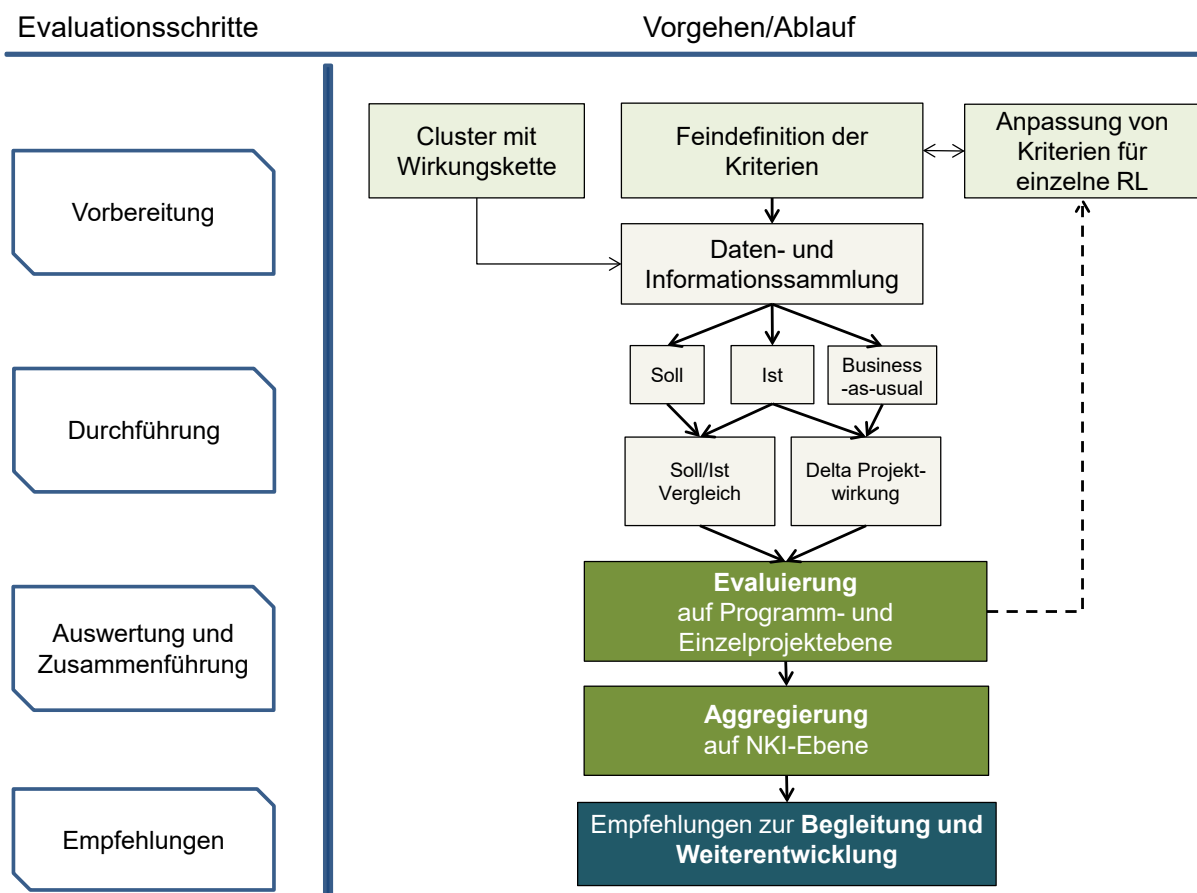 Evaluationsschritte
Vorgehen/Ablauf
Vorbereitung
Cluster mit
Wirkungskette
Feindefinition der
Kriterien
Anpassung von
Kriterien für
einzelne RL
Daten- und
Informationssammlung
Durchführung
Soll
Ist
Business
-as-usual
Soll/Ist
Vergleich
Delta Projekt-
wirkung
Auswertung und
Zusammenführung
Evaluierung
auf Programm- und
Einzelprojektebene
Aggregierung
auf NKI-Ebene
Empfehlungen
Empfehlungen zur Begleitung und
Weiterentwicklung